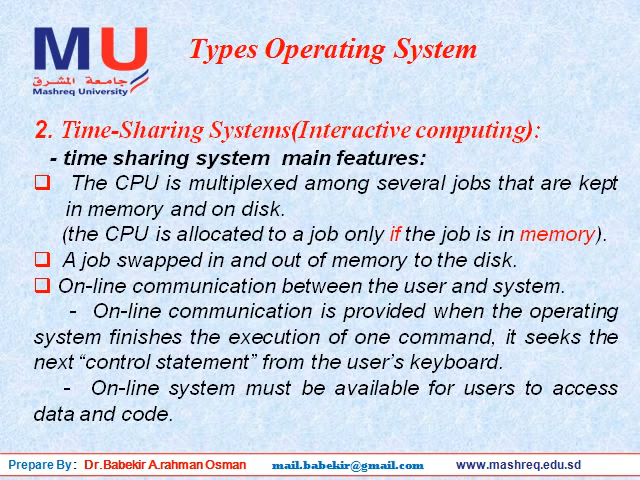 MU
جامعة المشرق
Mashreq University
Types Operating System
2. Time-Sharing Systems(Interactive computing):
- time sharing system main features:
❑ The CPU is multiplexed among several jobs that are kept
in memory and on disk.
(the CPU is allocated to a job only if the job is in memory).
❑ A job swapped in and out of memory to the disk.
❑ On-line communication between the user and system.
- On-line communication is provided when the operating
system finishes the execution of one command, it seeks the
next “control statement” from the user’s keyboard.
- On-line system must be available for users to access
data and code.
Prepare By : Dr.Babekir A.rahman Osman mail.babekir@gmail.com www.mashreq.edu.sd